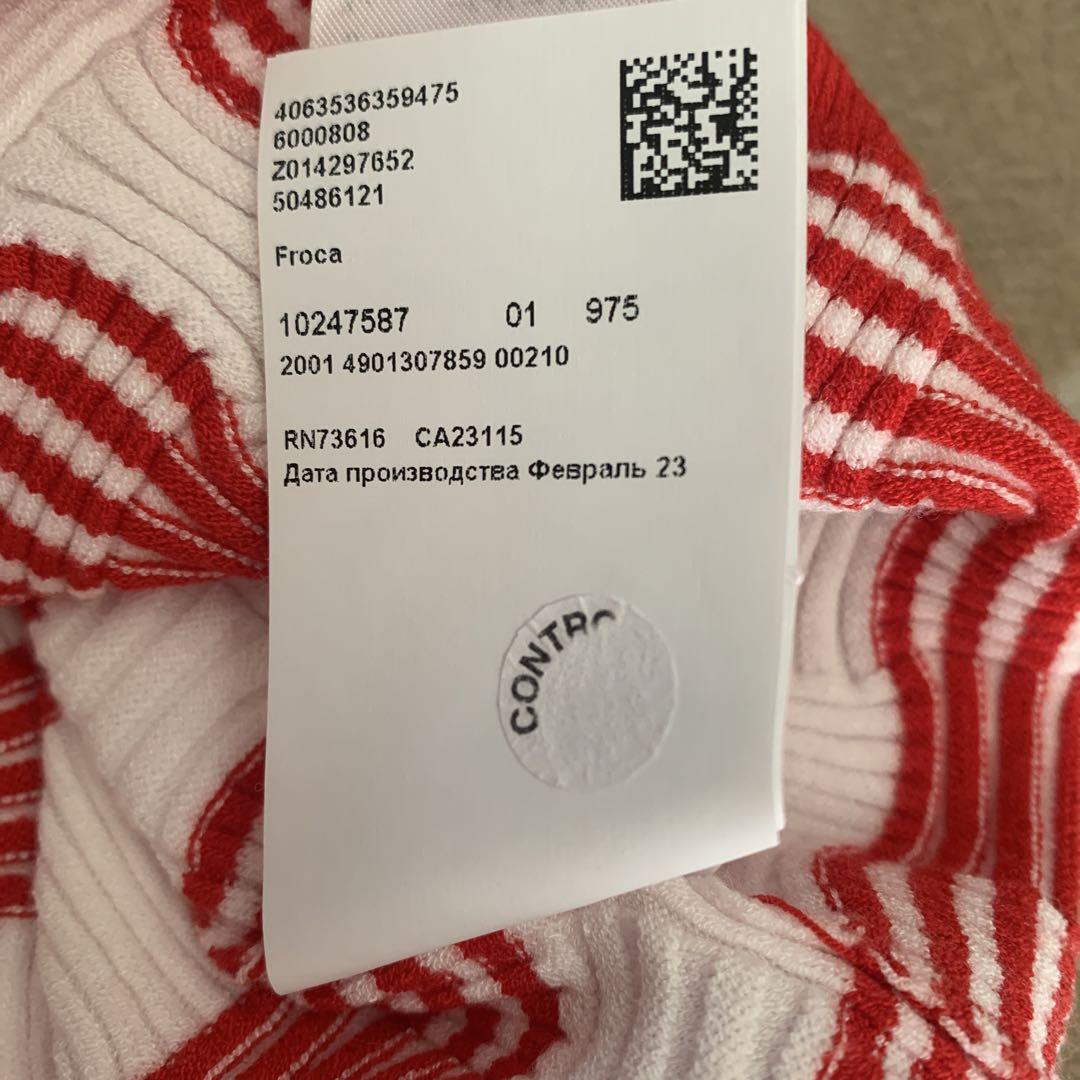 4063536359475
6000808
Z014297652
50486121
Froca
10247587 01 975
2001 4901307859 00210
RN73616 CA23115
Дата производства Февраль 23
CONTRO